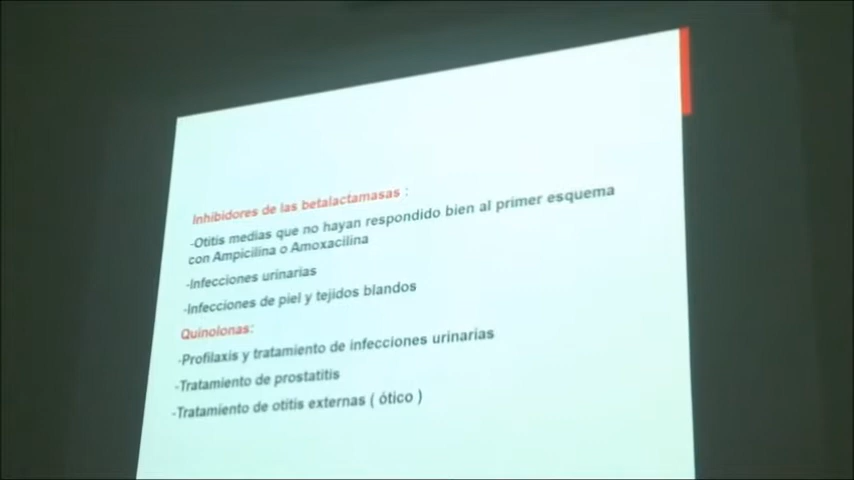 Inhibidores de las betalactamasas :
-Otitis medias que no hayan respondido bien al primer esquema
con Ampicilina o Amoxacilina
-Infecciones urinarias
-Infecciones de piel y tejidos blandos
Quinolonas:
-Profilaxis y tratamiento de infecciones urinarias
-Tratamiento de prostatitis
-Tratamiento de otitis externas ( ótico )